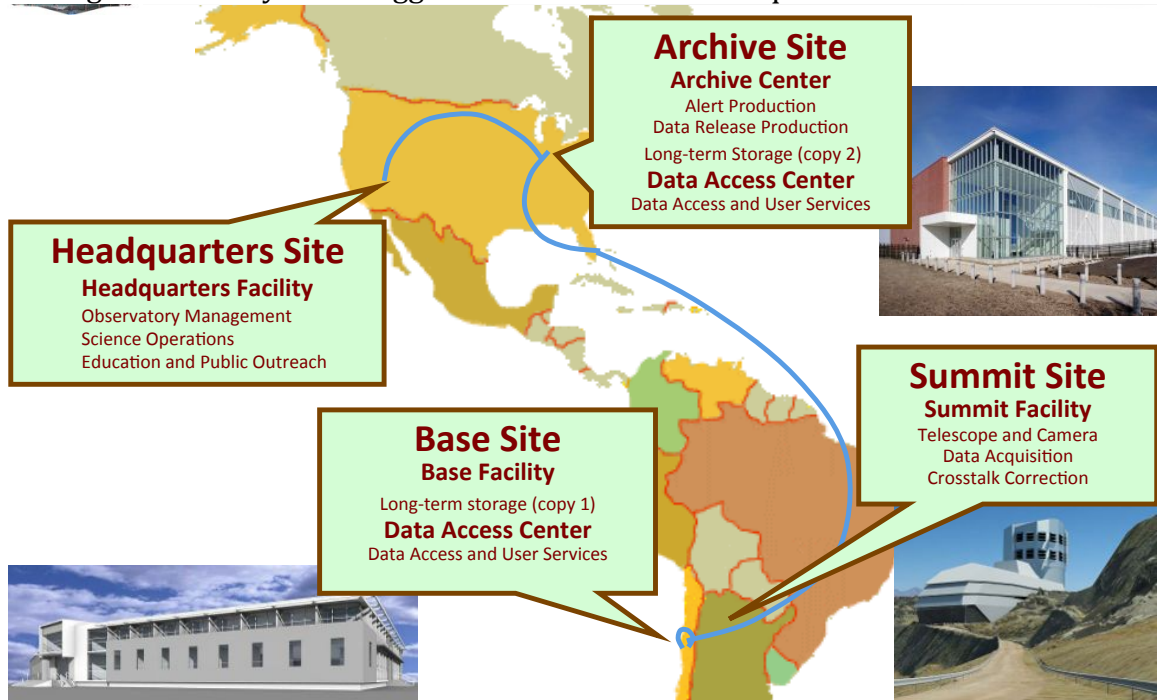 Archive Site
Archive Center
Alert Production
Data Release Production
Long-term Storage (copy 2)
Data Access Center
Data Access and User Services
Headquarters Site
Headquarters Facility
Observatory Management
Science Operations
Education and Public Outreach
Base Site
Base Facility
Long-term storage (copy 1)
Data Access Center
Data Access and User Services
Summit Site
Summit Facility
Telescope and Camera
Data Acquisition
Crosstalk Correction